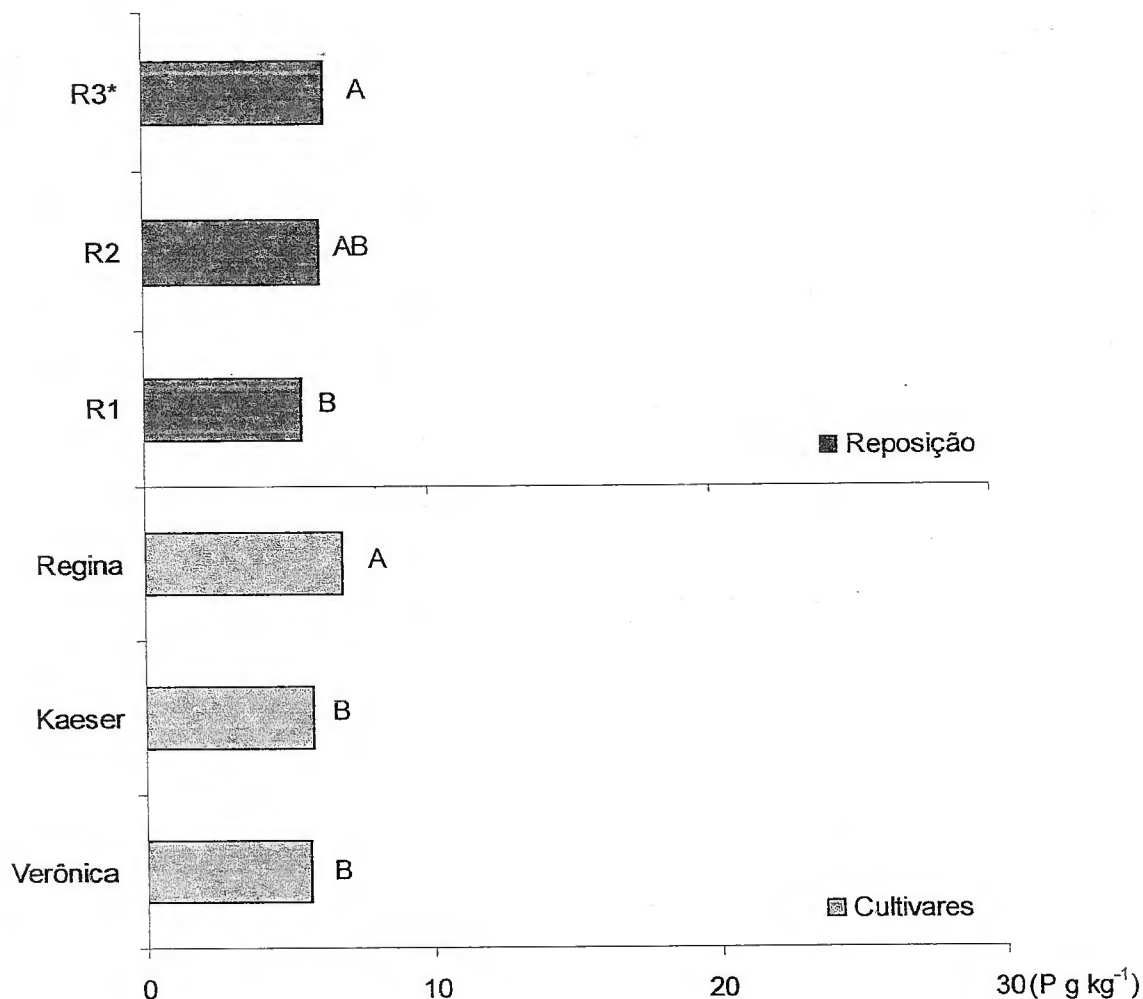 R3* A
R2 AB
R1 B
Reposição
Regina A
Kaeser B
Verônica B
Cultivares
0 10 20 30 (P g kg⁻¹)